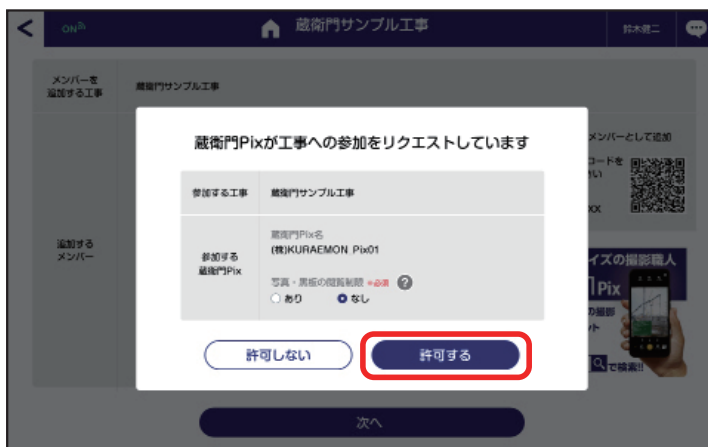 ON
蔵衛門サンプル工事
鈴木健二
メンバーを
追加する工事
蔵衛門サンプル工事
蔵衛門Pixが工事への参加をリクエストしています
参加する工事
蔵衛門サンプル工事
参加する
蔵衛門Pix
蔵衛門Pix名
(株)KURAEMON Pix01
写真・黒板の閲覧制限 *必須 ?
あり
なし
許可しない
許可する
追加する
メンバー
メンバーとして追加
コードを
さい
XX
イズの撮影職人
Pix
の撮影
ト
で検索!!
次へ